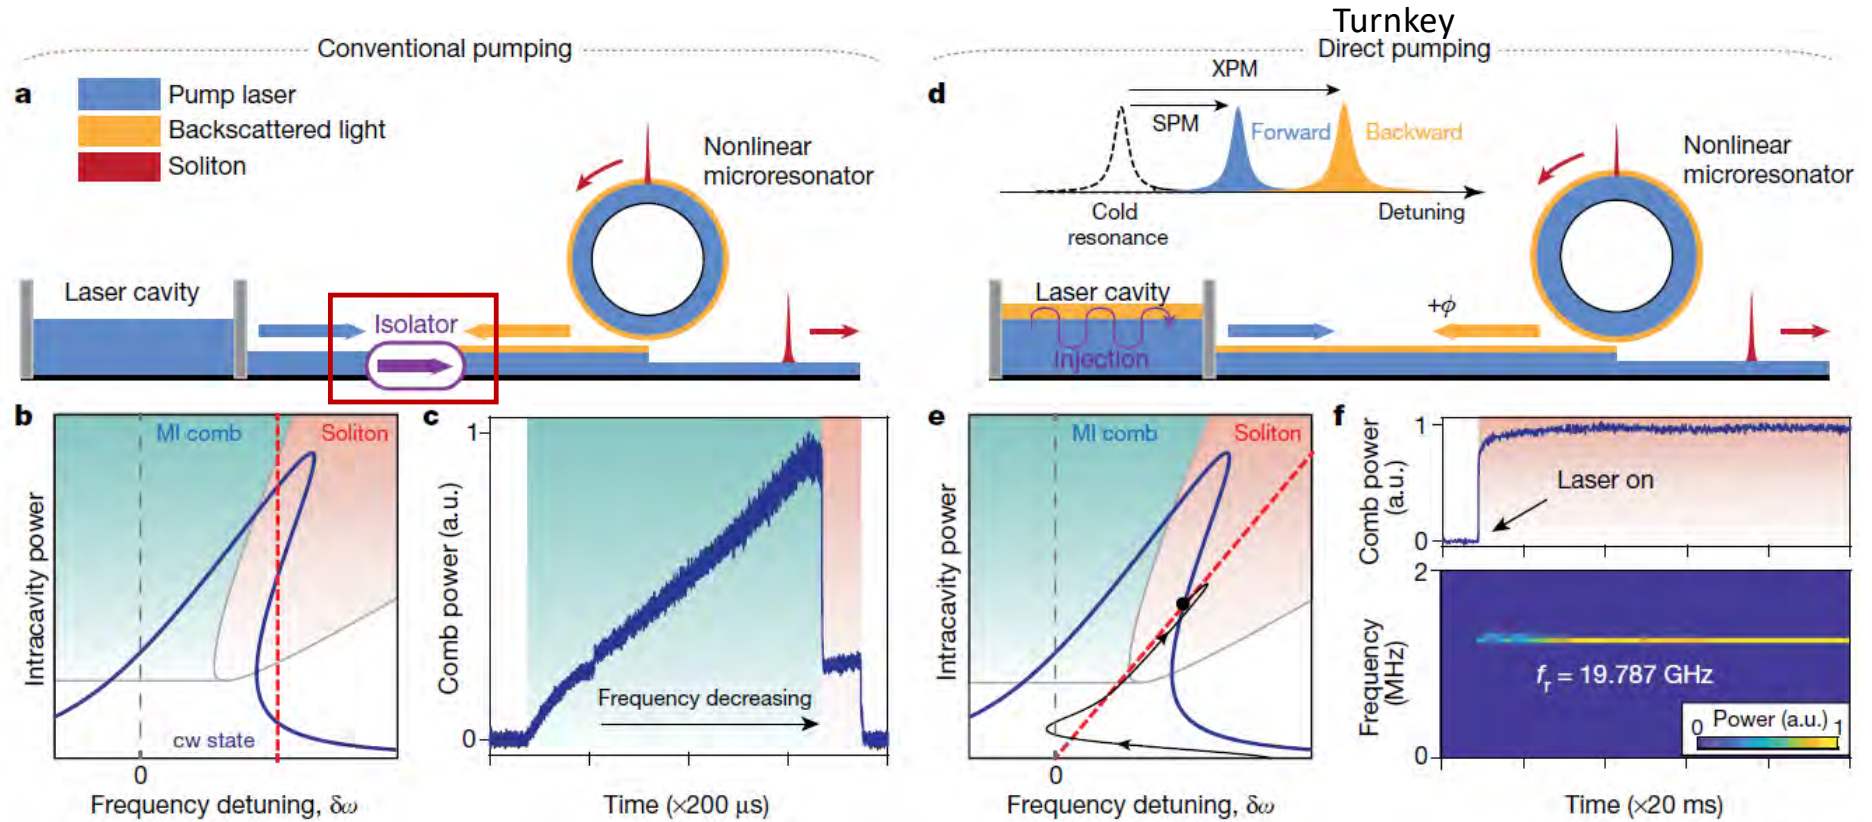 Turnkey
Conventional pumping
Direct pumping
a
Pump laser
Backscattered light
Soliton
Nonlinear
microresonator
Laser cavity
Isolator
d
XPM
SPM
Forward
Backward
Cold
resonance
Detuning
Nonlinear
microresonator
Laser cavity
Injection
+ϕ
b
MI comb
Soliton
cw state
Intracavity power
0
Frequency detuning, δω
c
1
0
Comb power (a.u.)
Frequency decreasing
Time (×200 μs)
e
MI comb
Soliton
Intracavity power
0
Frequency detuning, δω
f
1
0
Comb power
(a.u.)
Laser on
2
0
Frequency
(MHz)
fr = 19.787 GHz
0 Power (a.u.) 1
Time (×20 ms)